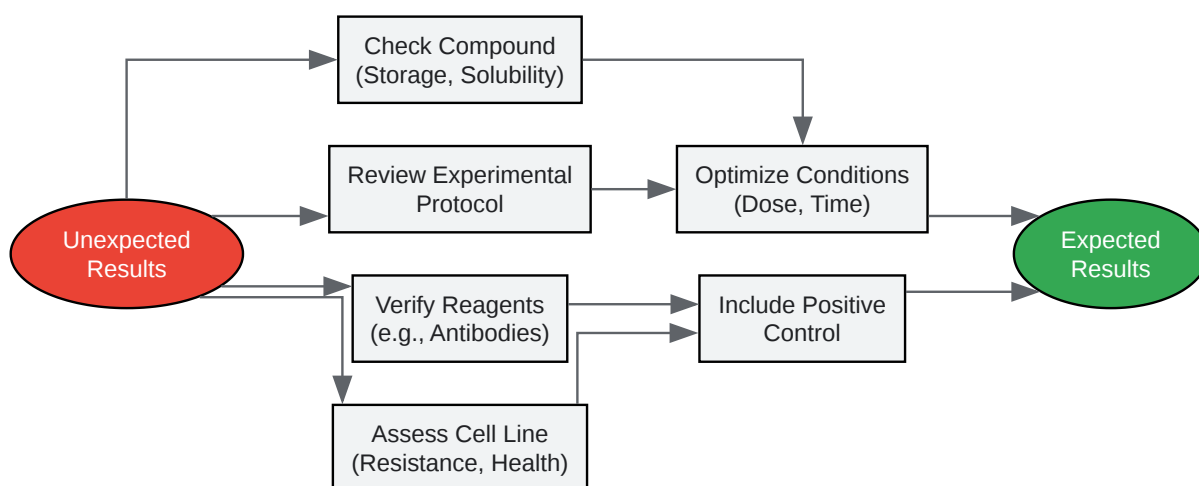 Check Compound
(Storage, Solubility)
Review Experimental
Protocol
Optimize Conditions
(Dose, Time)
Unexpected
Results
Expected
Results
Verify Reagents
(e.g., Antibodies)
Include Positive
Control
Assess Cell Line
(Resistance, Health)